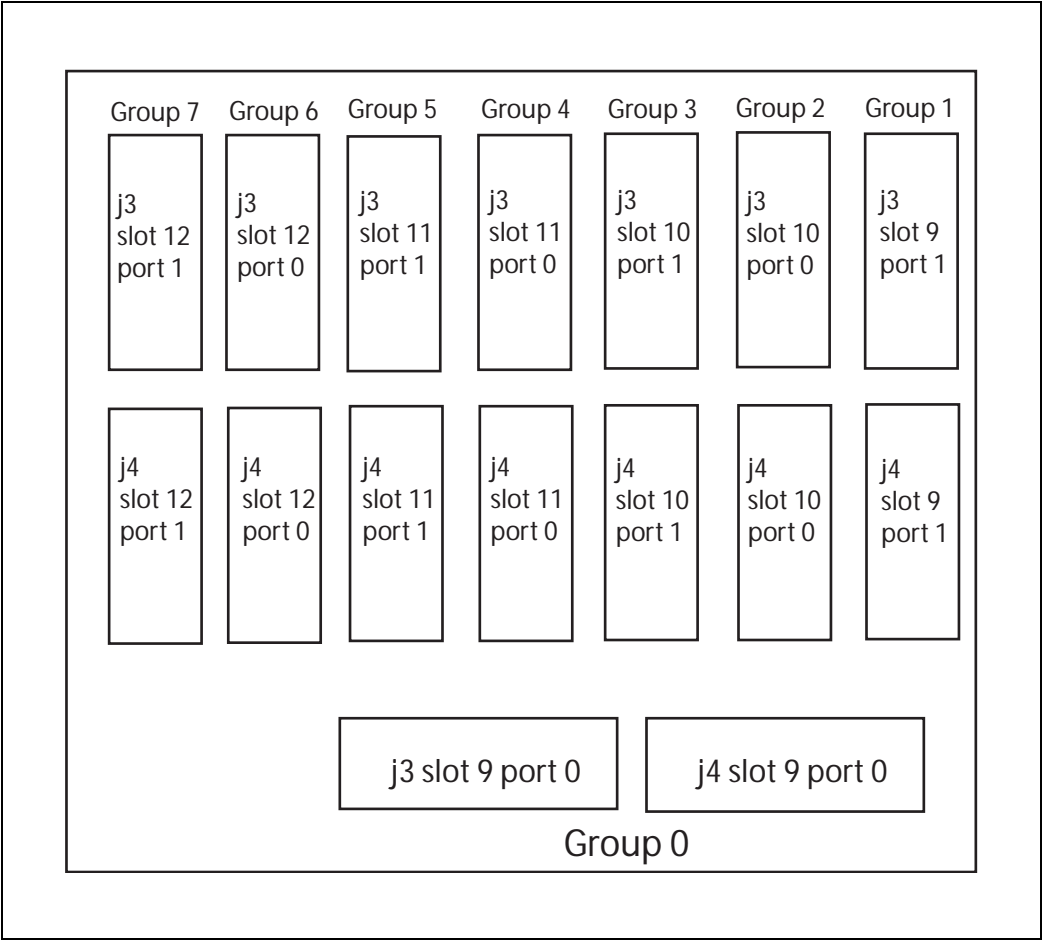 Group 7
Group 6
Group 5
Group 4
Group 3
Group 2
Group 1
j3
slot 12
port 1
j3
slot 12
port 0
j3
slot 11
port 1
j3
slot 11
port 0
j3
slot 10
port 1
j3
slot 10
port 0
j3
slot 9
port 1
j4
slot 12
port 1
j4
slot 12
port 0
j4
slot 11
port 1
j4
slot 11
port 0
j4
slot 10
port 1
j4
slot 10
port 0
j4
slot 9
port 1
j3 slot 9 port 0
j4 slot 9 port 0
Group 0